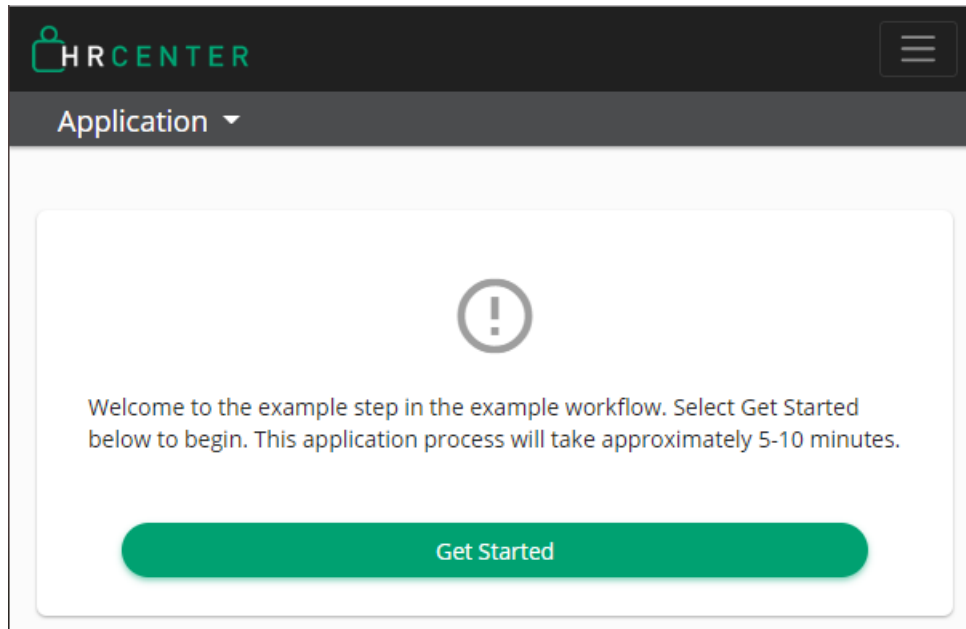 HRCENTER
Application
Welcome to the example step in the example workflow. Select Get Started
below to begin. This application process will take approximately 5-10 minutes.
Get Started